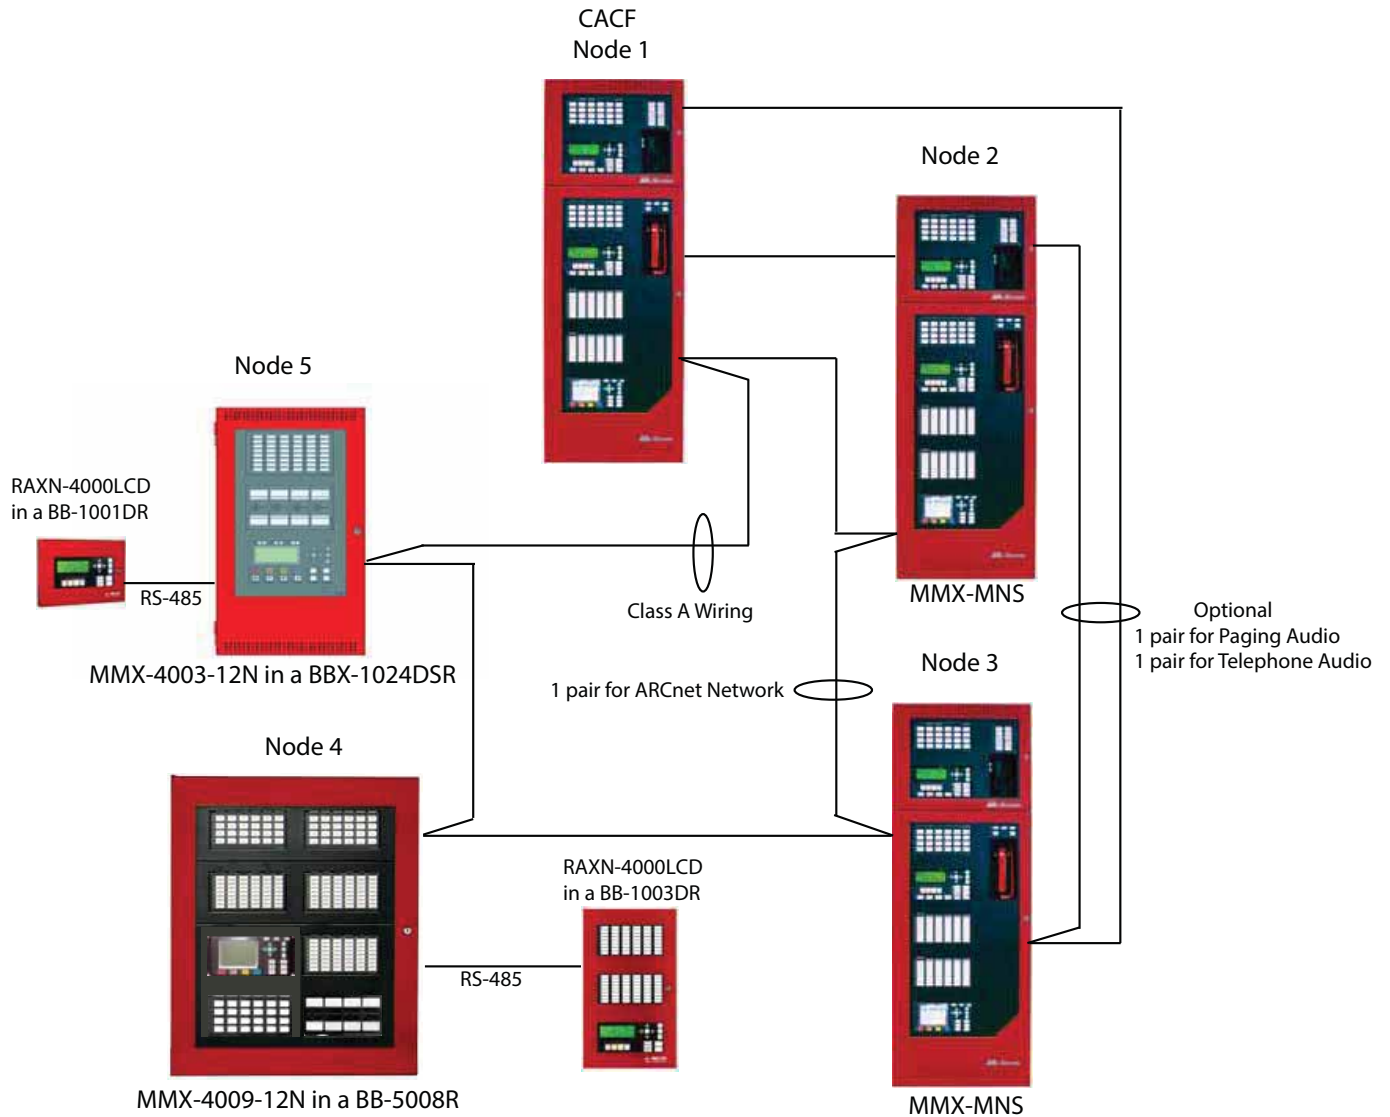 CACF
Node 1
Node 2
Node 5
RAXN-4000LCD
in a BB-1001DR
RS-485
MMX-4003-12N in a BBX-1024DSR
Class A Wiring
MMX-MNS
Optional
1 pair for Paging Audio
1 pair for Telephone Audio
Node 3
1 pair for ARCnet Network
Node 4
RAXN-4000LCD
in a BB-1003DR
RS-485
MMX-4009-12N in a BB-5008R
MMX-MNS